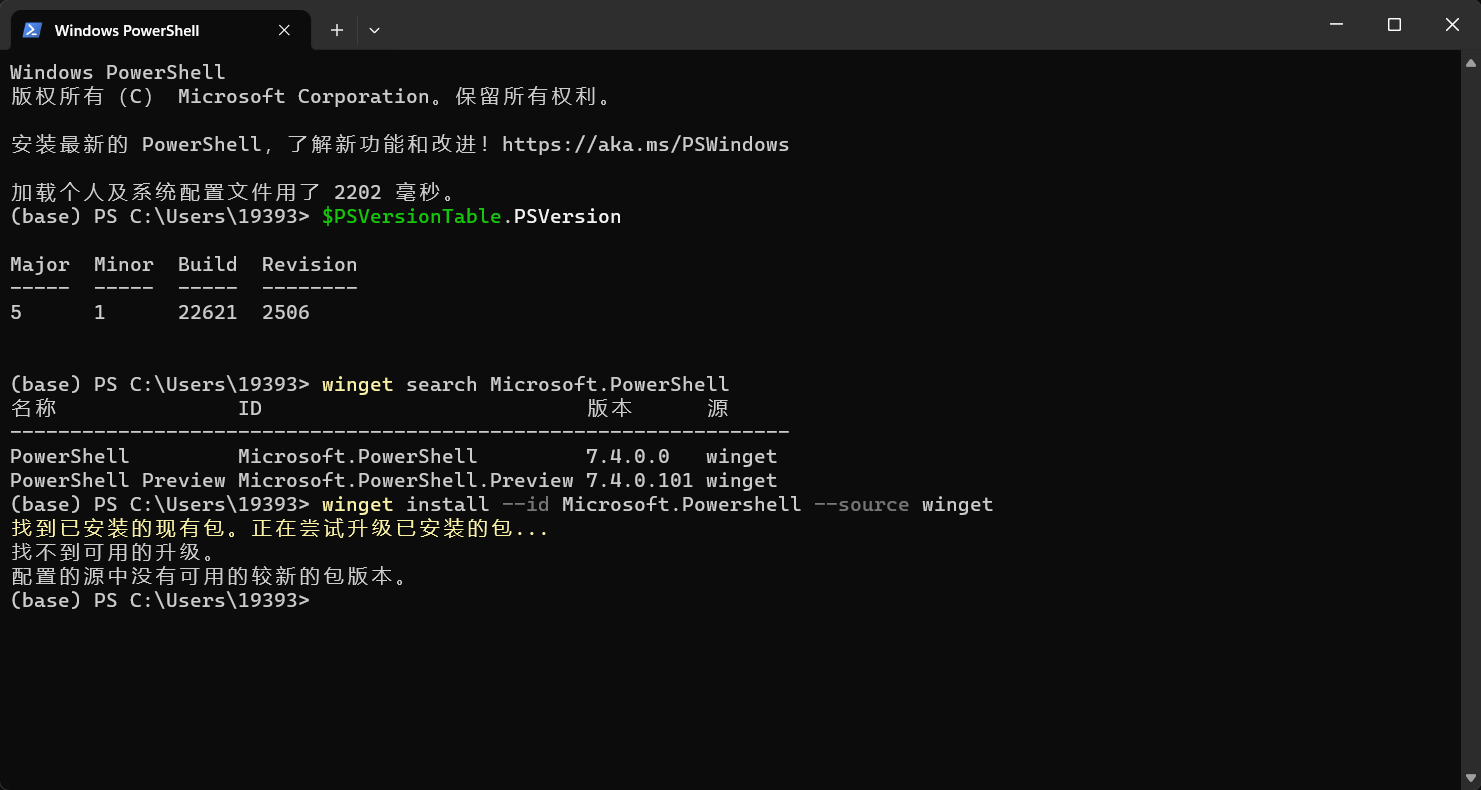 Windows PowerShell
Windows PowerShell
版权所有 (C) Microsoft Corporation。保留所有权利。
安装最新的 PowerShell，了解新功能和改进！https://aka.ms/PSWindows
加载个人及系统配置文件用了 2202 毫秒。
(base) PS C:\Users\19393> $PSVersionTable.PSVersion
Major  Minor  Build  Revision
-----  -----  -----  --------
5      1      22621  2506
(base) PS C:\Users\19393> winget search Microsoft.PowerShell
名称               ID                           版本      源
-----------------------------------------------------------------
PowerShell         Microsoft.PowerShell         7.4.0.0   winget
PowerShell Preview Microsoft.PowerShell.Preview 7.4.0.101 winget
(base) PS C:\Users\19393> winget install --id Microsoft.Powershell --source winget
找到已安装的现有包。正在尝试升级已安装的包...
找不到可用的升级。
配置的源中没有可用的较新的包版本。
(base) PS C:\Users\19393>